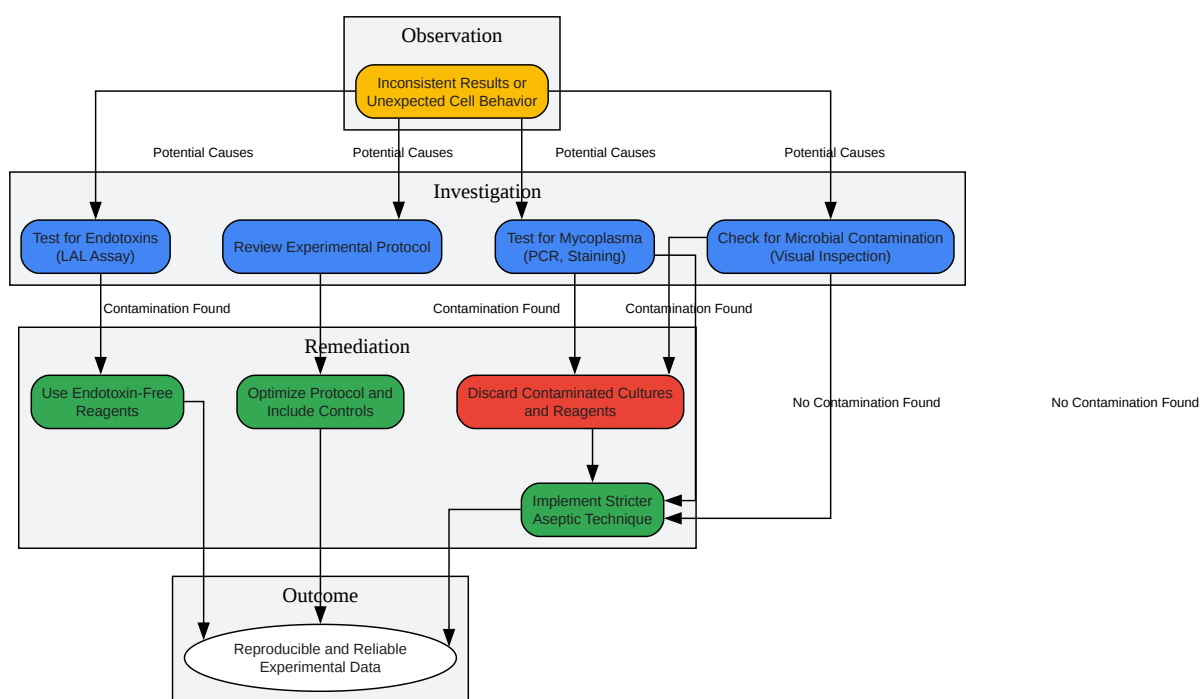 Observation
Inconsistent Results or
Unexpected Cell Behavior
Potential Causes
Potential Causes
Potential Causes
Potential Causes
Investigation
Test for Endotoxins
(LAL Assay)
Review Experimental Protocol
Test for Mycoplasma
(PCR, Staining)
Check for Microbial Contamination
(Visual Inspection)
Contamination Found
Contamination Found
Contamination Found
Remediation
Use Endotoxin-Free
Reagents
Optimize Protocol and
Include Controls
Discard Contaminated Cultures
and Reagents
No Contamination Found
No Contamination Found
Implement Stricter
Aseptic Technique
Outcome
Reproducible and Reliable
Experimental Data